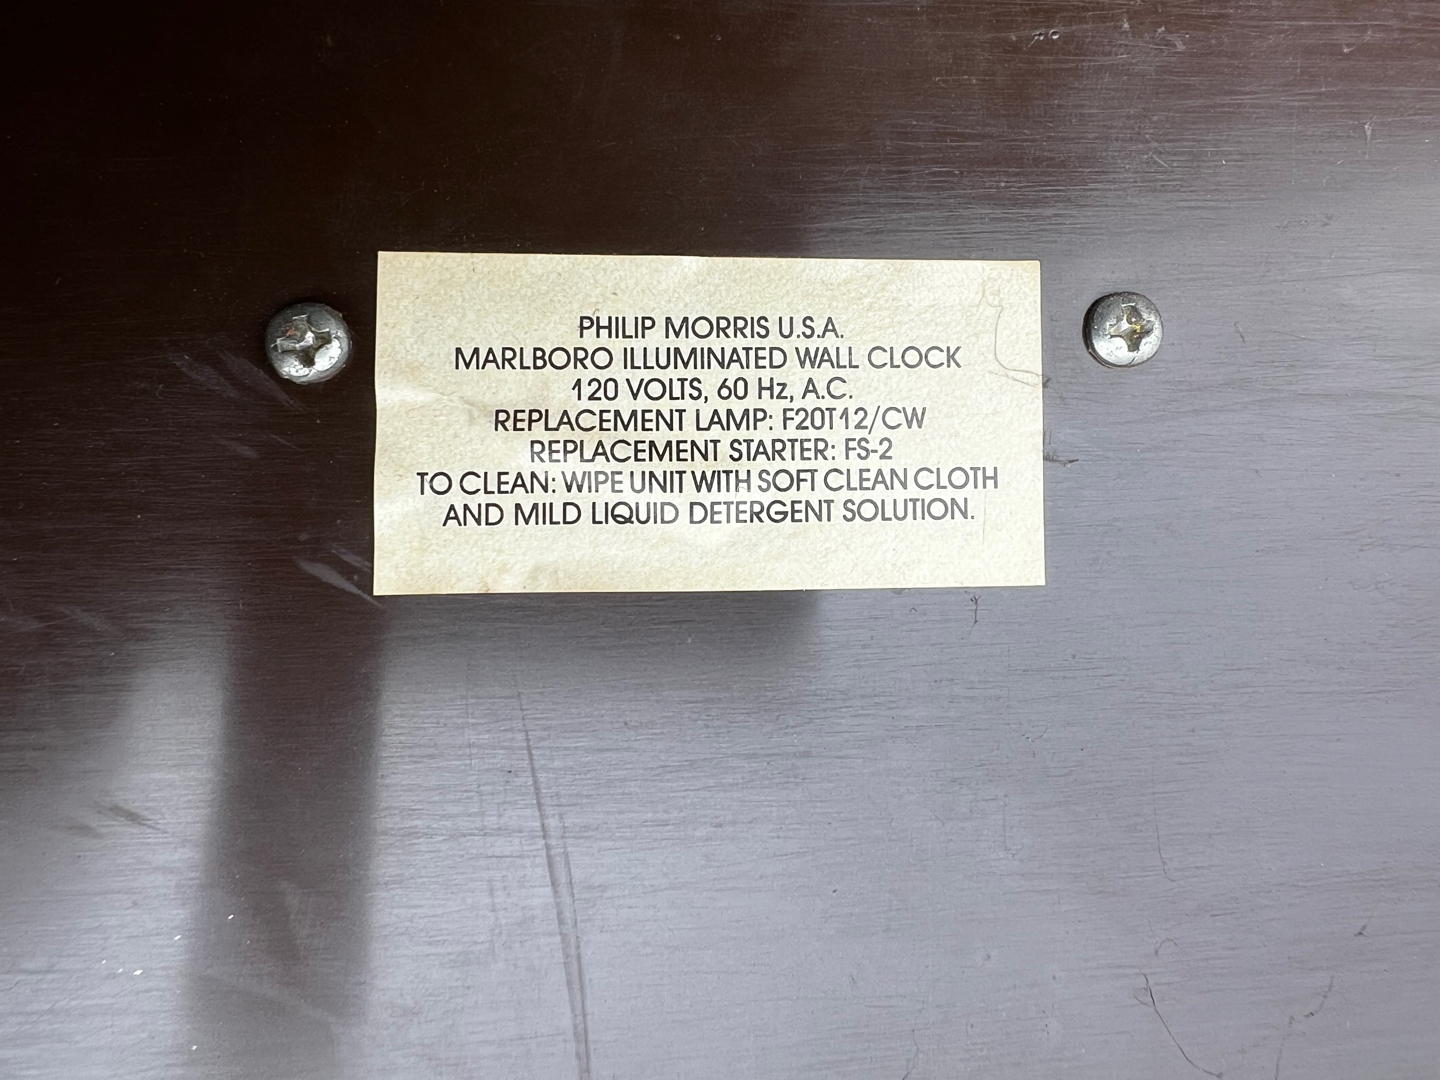 PHILIP MORRIS U.S.A.
MARLBORO ILLUMINATED WALL CLOCK
120 VOLTS, 60 Hz, A.C.
REPLACEMENT LAMP: F20T12/CW
REPLACEMENT STARTER: FS-2
TO CLEAN: WIPE UNIT WITH SOFT CLEAN CLOTH
AND MILD LIQUID DETERGENT SOLUTION.